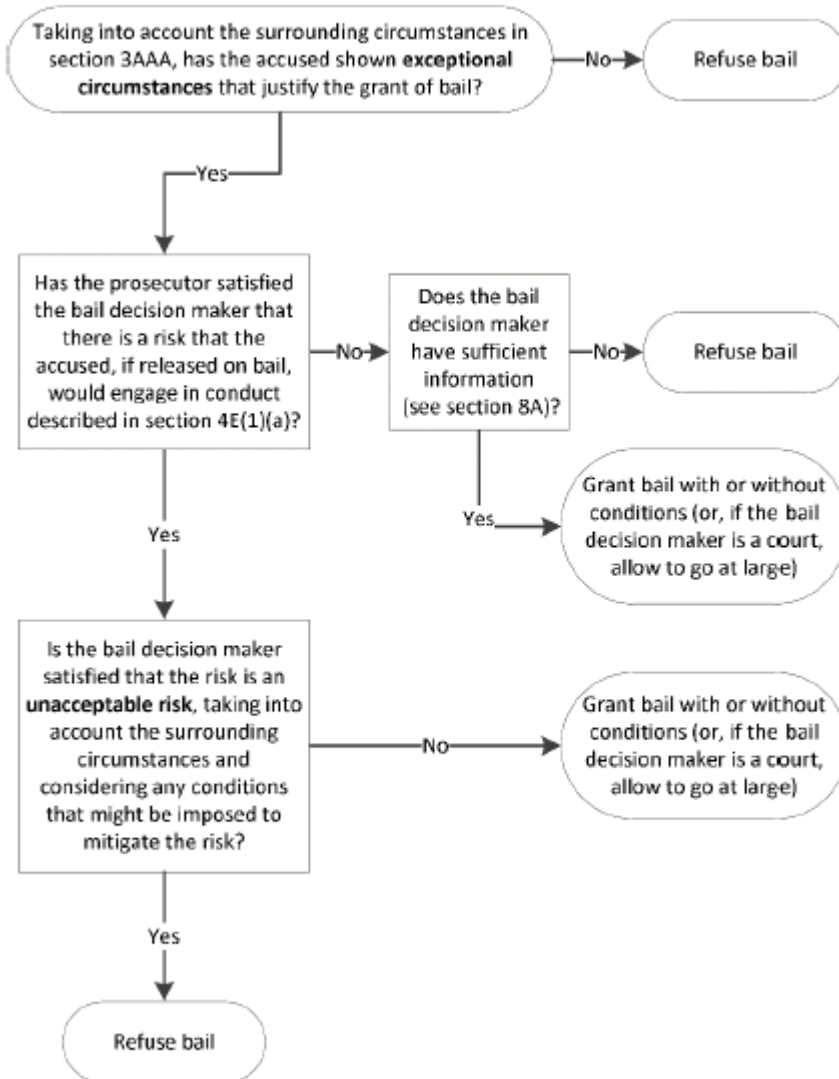 Taking into account the surrounding circumstances in
section 3AAA, has the accused shown exceptional
circumstances that justify the grant of bail?
No
Refuse bail
Yes
Has the prosecutor satisfied
the bail decision maker that
there is a risk that the
accused, if released on bail,
would engage in conduct
described in section 4E(1)(a)?
No
Does the bail
decision maker
have sufficient
information
(see section 8A)?
No
Refuse bail
Yes
Grant bail with or without
conditions (or, if the bail
decision maker is a court,
allow to go at large)
Yes
Is the bail decision maker
satisfied that the risk is an
unacceptable risk, taking into
account the surrounding
circumstances and
considering any conditions
that might be imposed to
mitigate the risk?
No
Grant bail with or without
conditions (or, if the bail
decision maker is a court,
allow to go at large)
Yes
Refuse bail